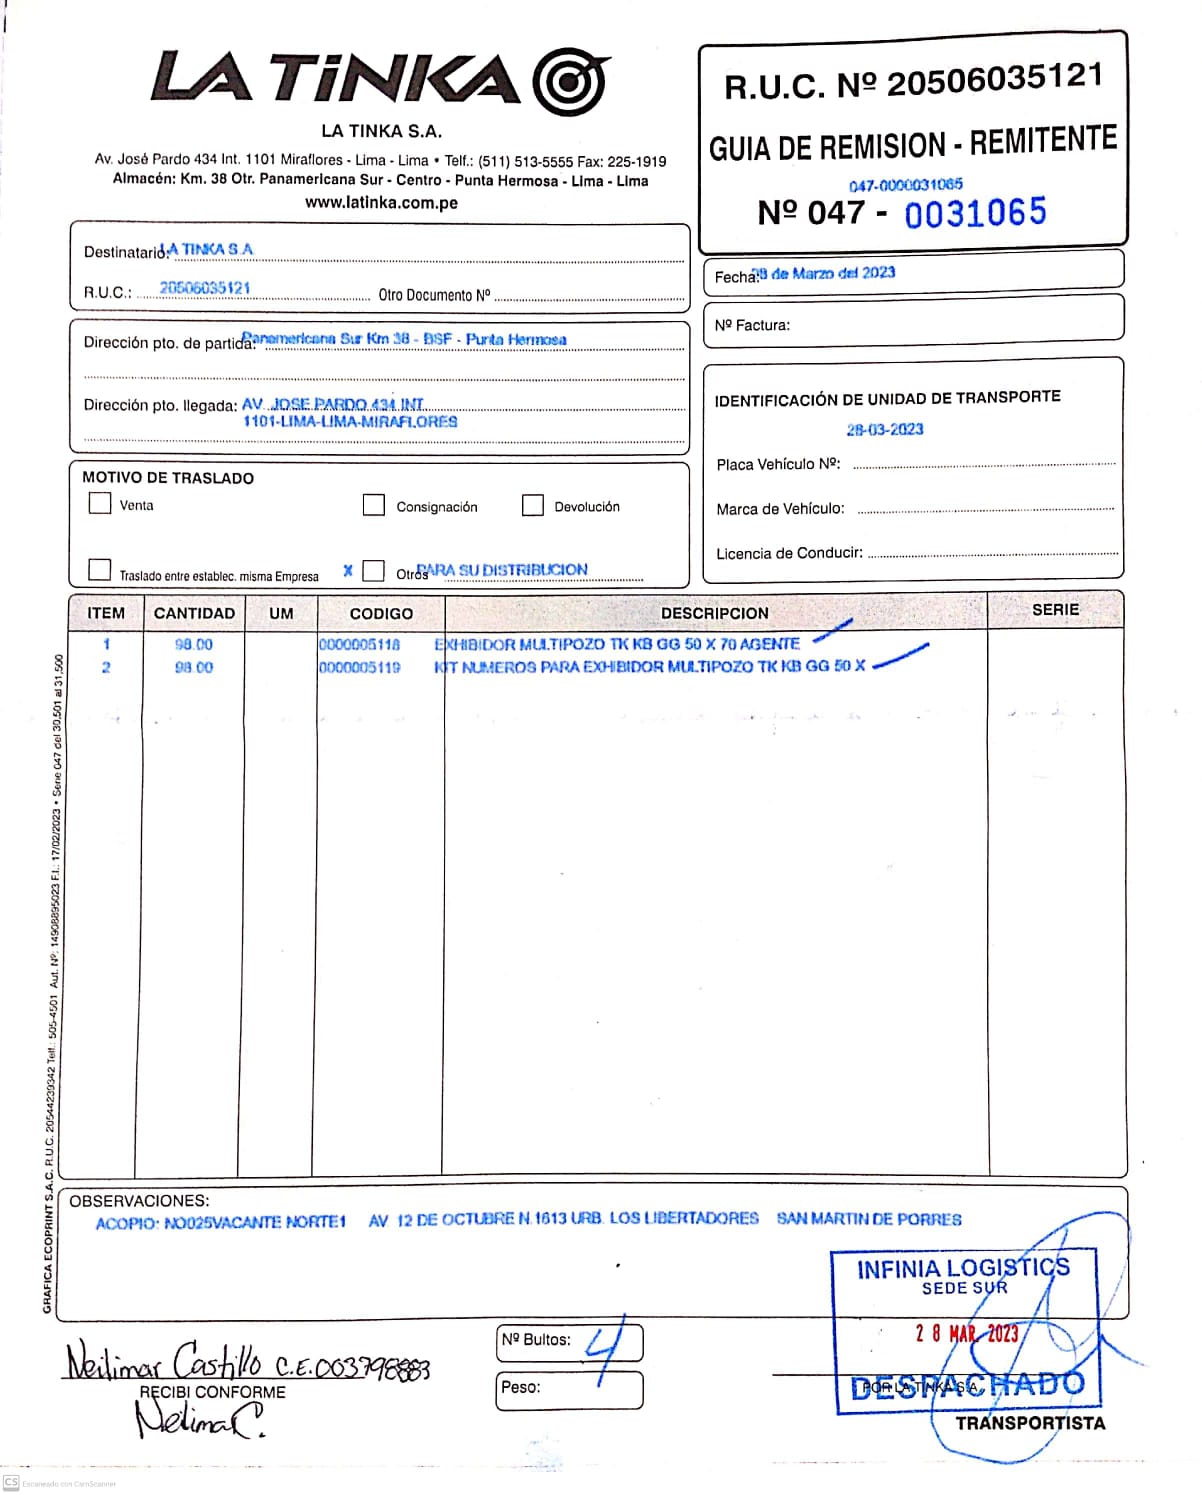 LA TiNKA
LA TINKA S.A.
Av. José Pardo 434 Int. 1101 Miraflores - Lima - Lima • Telf.: (511) 513-5555 Fax: 225-1919
Almacén: Km. 38 Otr. Panamericana Sur - Centro - Punta Hermosa - Lima - Lima
www.latinka.com.pe
R.U.C. Nº 20506035121
GUIA DE REMISION - REMITENTE
047-0000031065
Nº 047 - 0031065
Destinatario: LA TINKA S.A
R.U.C.: 20506035121 Otro Documento Nº
Fecha: 28 de Marzo del 2023
Nº Factura:
Dirección pto. de partida: Panamericana Sur Km 38 - BSF - Punta Hermosa
Dirección pto. llegada: AV. JOSE PARDO 434 INT.
1101-LIMA-LIMA-MIRAFLORES
IDENTIFICACIÓN DE UNIDAD DE TRANSPORTE
28-03-2023
Placa Vehículo Nº:
Marca de Vehículo:
Licencia de Conducir:
MOTIVO DE TRASLADO
Venta Consignación Devolución
Traslado entre establec. misma Empresa X Otros PARA SU DISTRIBUCION
ITEM CANTIDAD UM CODIGO DESCRIPCION SERIE
1 98.00 0000005118 EXHIBIDOR MULTIPOZO TK KB GG 50 X 70 AGENTE
2 98.00 0000005119 KIT NUMEROS PARA EXHIBIDOR MULTIPOZO TK KB GG 50 X
GRAFICA ECOPRINT S.A.C. R.U.C. 20544239342 Telf.: 505-4501 Aut. Nº. 14908895023 F.I.: 17/02/2023 • Serie 047 del 30,501 al 31,500
OBSERVACIONES:
ACOPIO: NO025VACANTE NORTE1 AV 12 DE OCTUBRE N.1613 URB. LOS LIBERTADORES SAN MARTIN DE PORRES
INFINIA LOGISTICS
SEDE SUR
28 MAR. 2023
DESPACHADO
POR LA TINKA S.A.
TRANSPORTISTA
Nº Bultos: 4
Peso:
Neilimar Castillo C.E.003798883
RECIBI CONFORME
NeilimaC.
CS Escaneado con CamScanner